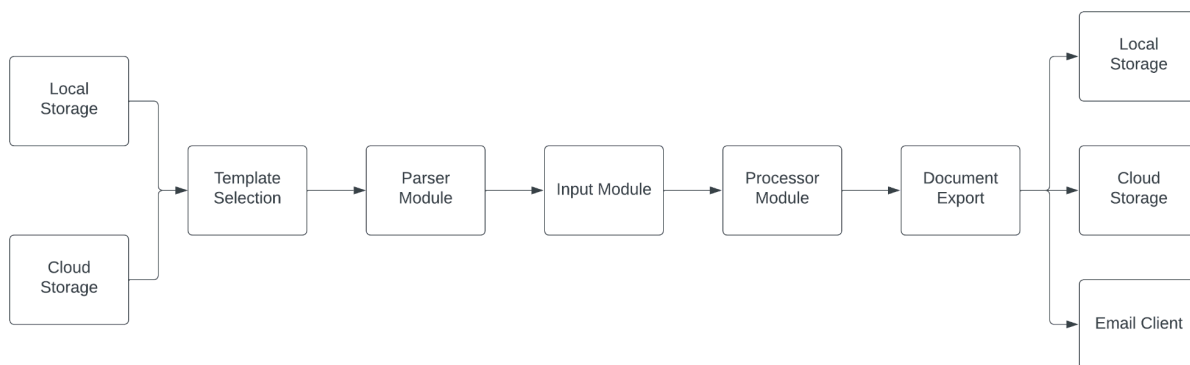 Local
Storage
Cloud
Storage
Template
Selection
Parser
Module
Input Module
Processor
Module
Document
Export
Local
Storage
Cloud
Storage
Email Client